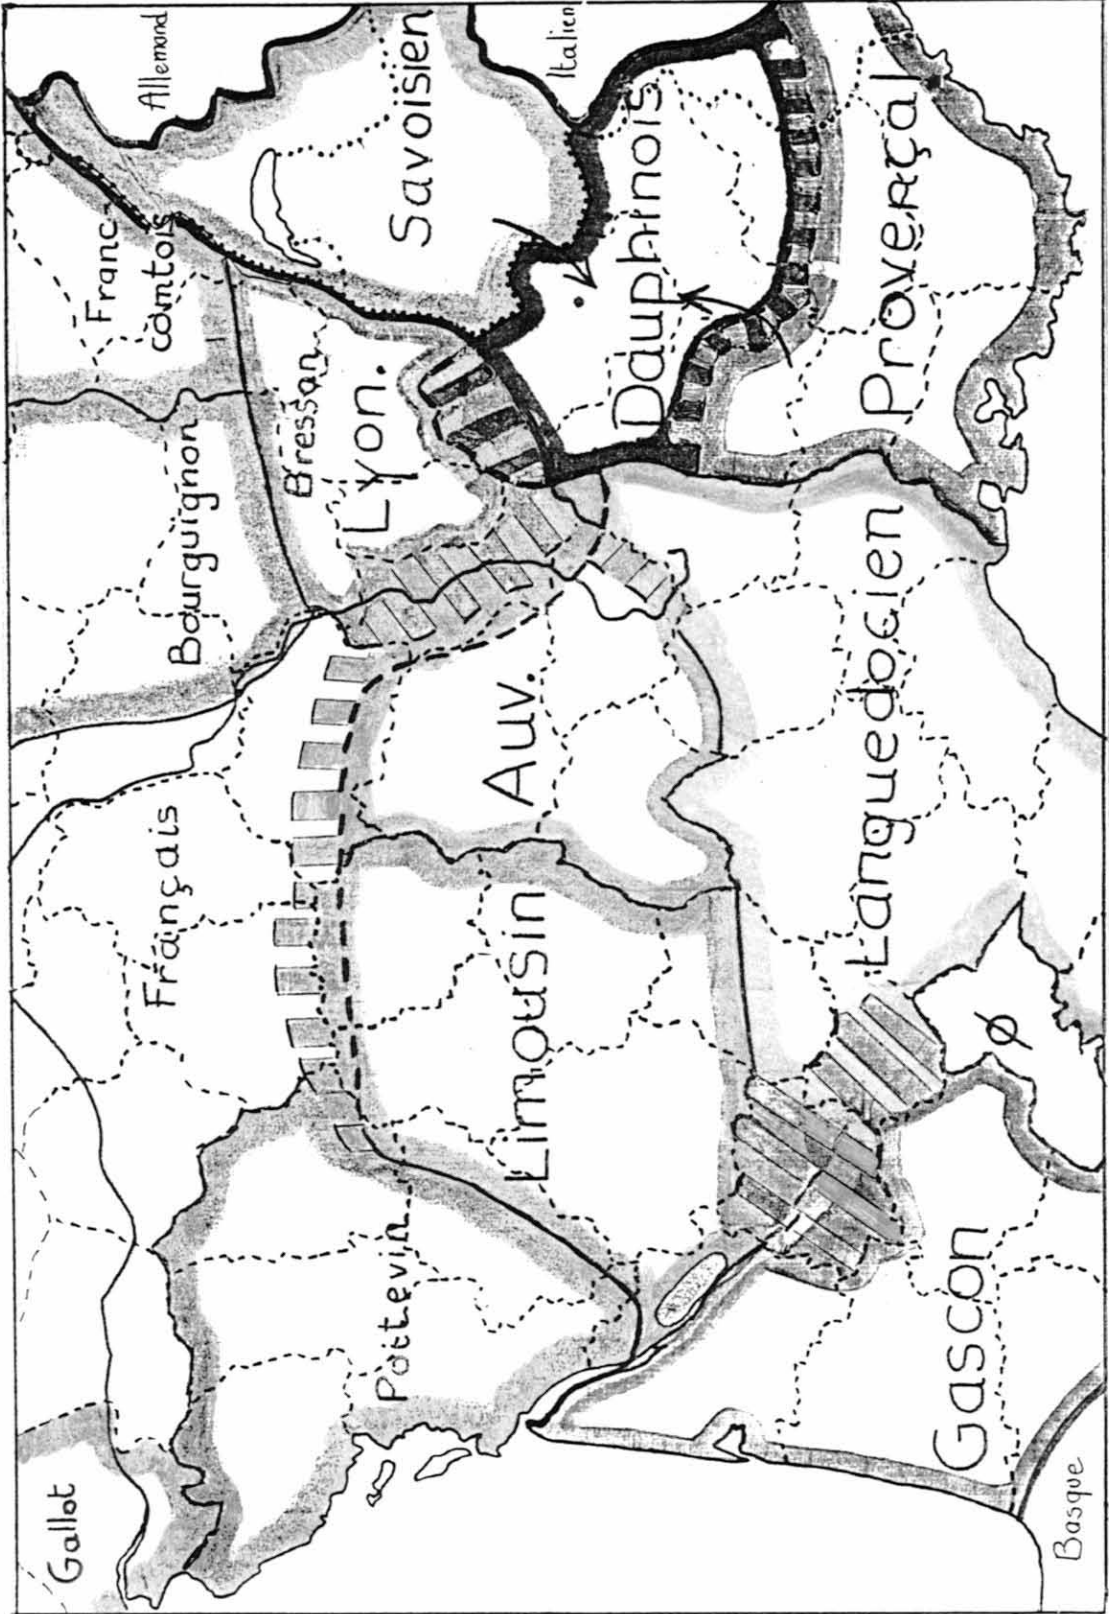 Gallot
Franc-
comtois
Français
Allemand
Bourguignon
Bressan
Lyon.
Poitevin
Savoisien
Auv.
Limousin
Italien
Dauphinois
Languedocien
Provençal
Gascon
Ø
Basque